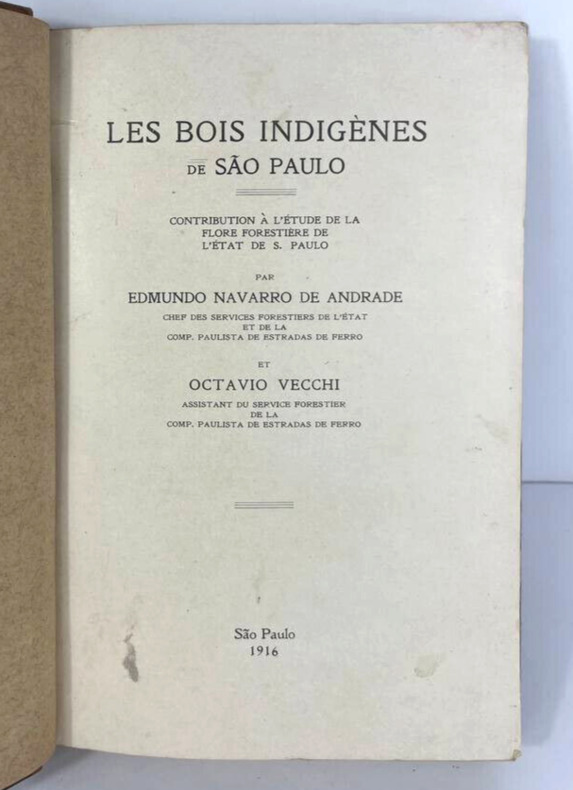 LES BOIS INDIGÈNES
DE SÃO PAULO
CONTRIBUTION À L'ÉTUDE DE LA
FLORE FORESTIÈRE DE
L'ÉTAT DE S. PAULO
PAR
EDMUNDO NAVARRO DE ANDRADE
CHEF DES SERVICES FORESTIERS DE L'ÉTAT
ET DE LA
COMP. PAULISTA DE ESTRADAS DE FERRO
ET
OCTAVIO VECCHI
ASSISTANT DU SERVICE FORESTIER
DE LA
COMP. PAULISTA DE ESTRADAS DE FERRO
São Paulo
1916